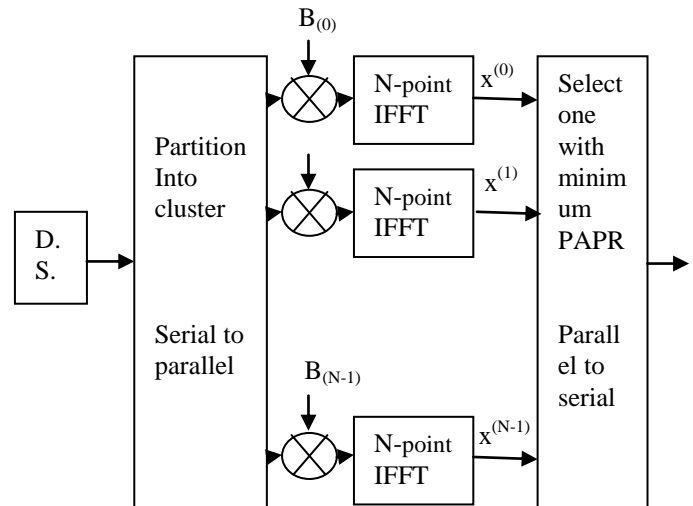 B(0)
N-point
IFFT
x(0)
Select
one
with
minim
um
PAPR
Partition
Into
cluster
N-point
IFFT
x(1)
D.
S.
Serial to
parallel
B(N-1)
Parall
el to
serial
N-point
IFFT
x(N-1)